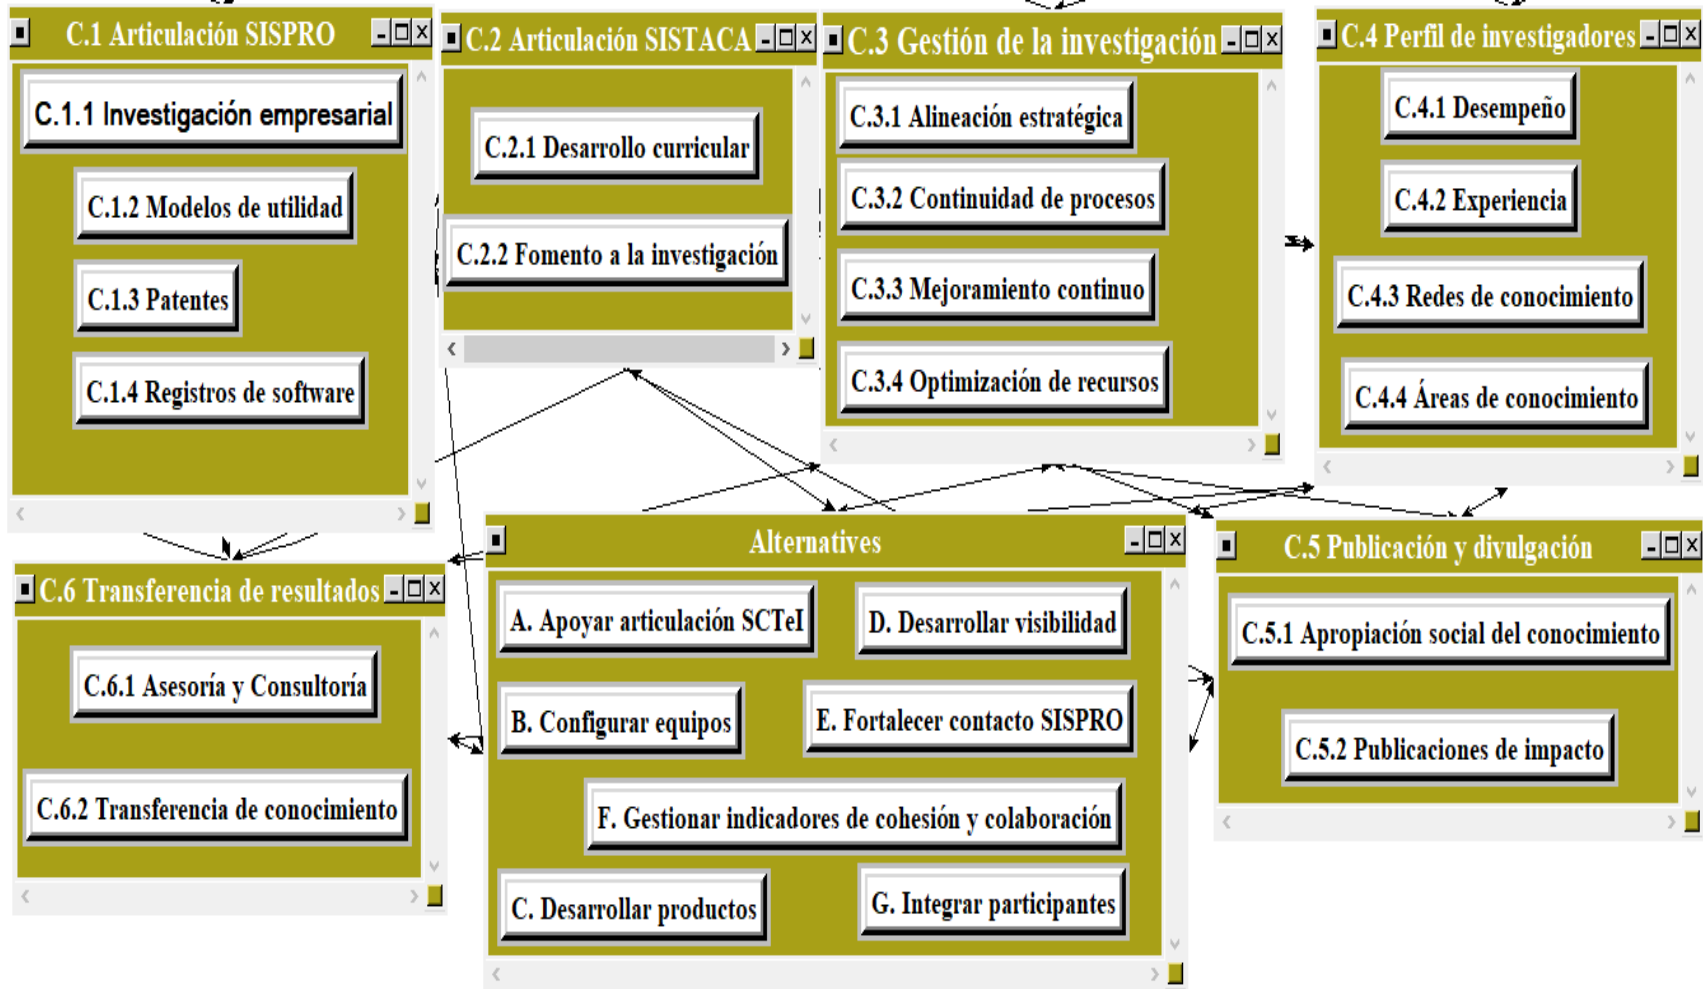 C.1 Articulación SISPRO
C.1.1 Investigación empresarial
C.1.2 Modelos de utilidad
C.1.3 Patentes
C.1.4 Registros de software
C.2 Articulación SISTACA
C.2.1 Desarrollo curricular
C.2.2 Fomento a la investigación
C.3 Gestión de la investigación
C.3.1 Alineación estratégica
C.3.2 Continuidad de procesos
C.3.3 Mejoramiento continuo
C.3.4 Optimización de recursos
C.4 Perfil de investigadores
C.4.1 Desempeño
C.4.2 Experiencia
C.4.3 Redes de conocimiento
C.4.4 Áreas de conocimiento
C.6 Transferencia de resultados
C.6.1 Asesoría y Consultoría
C.6.2 Transferencia de conocimiento
Alternatives
A. Apoyar articulación SCTeI
D. Desarrollar visibilidad
B. Configurar equipos
E. Fortalecer contacto SISPRO
F. Gestionar indicadores de cohesión y colaboración
C. Desarrollar productos
G. Integrar participantes
C.5 Publicación y divulgación
C.5.1 Apropiación social del conocimiento
C.5.2 Publicaciones de impacto